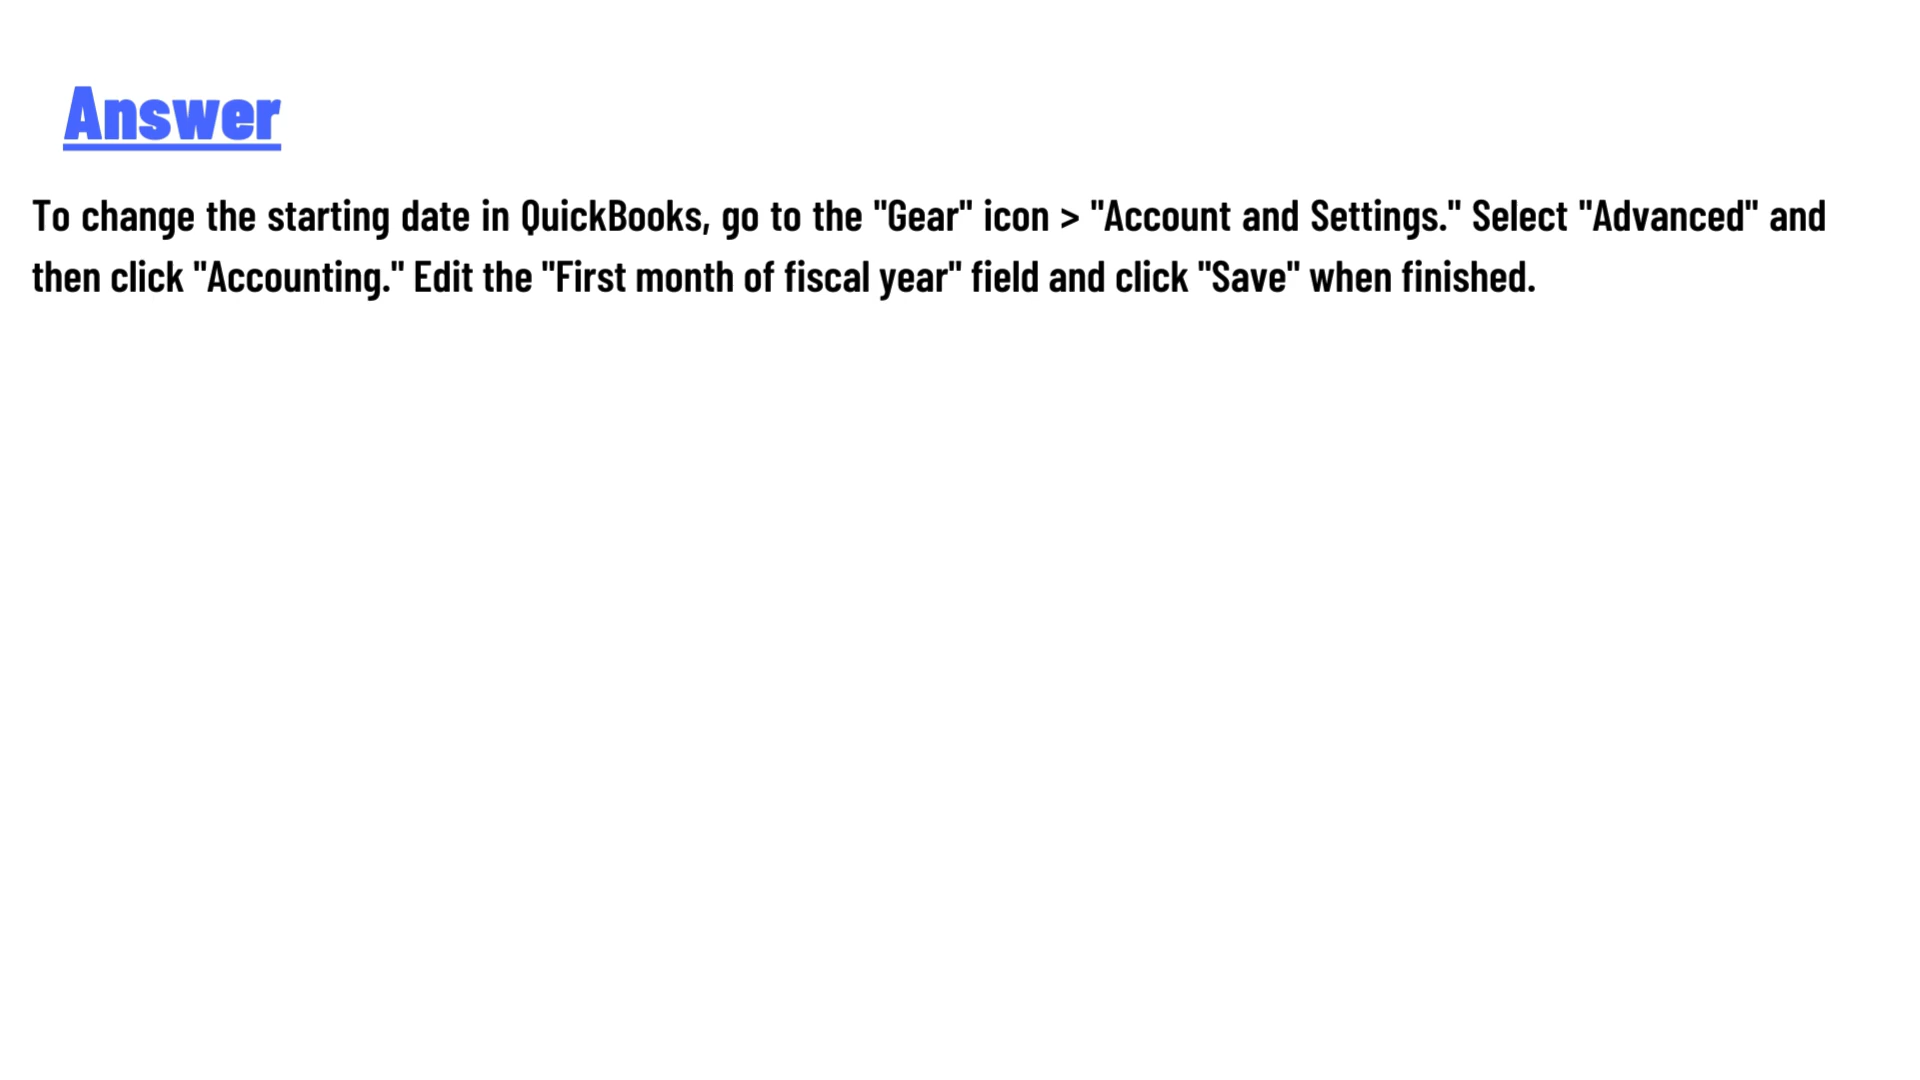 Answer
To change the starting date in QuickBooks, go to the "Gear" icon > "Account and Settings." Select "Advanced" and
then click "Accounting." Edit the "First month of fiscal year" field and click "Save" when finished.